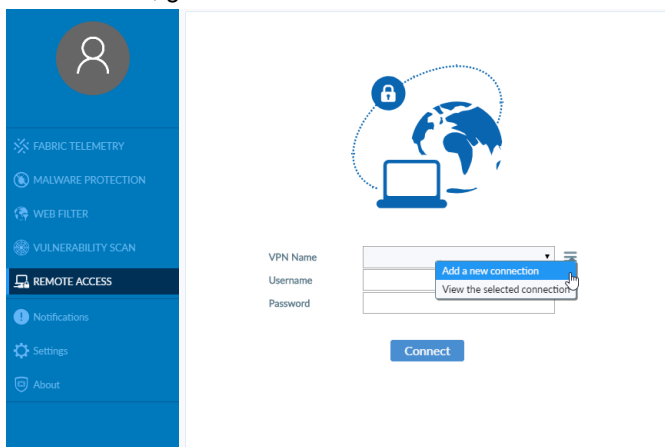 FABRIC TELEMETRY
MALWARE PROTECTION
WEB FILTER
VULNERABILITY SCAN
REMOTE ACCESS
Notifications
Settings
About
VPN Name
Add a new connection
Username
View the selected connection
Password
Connect